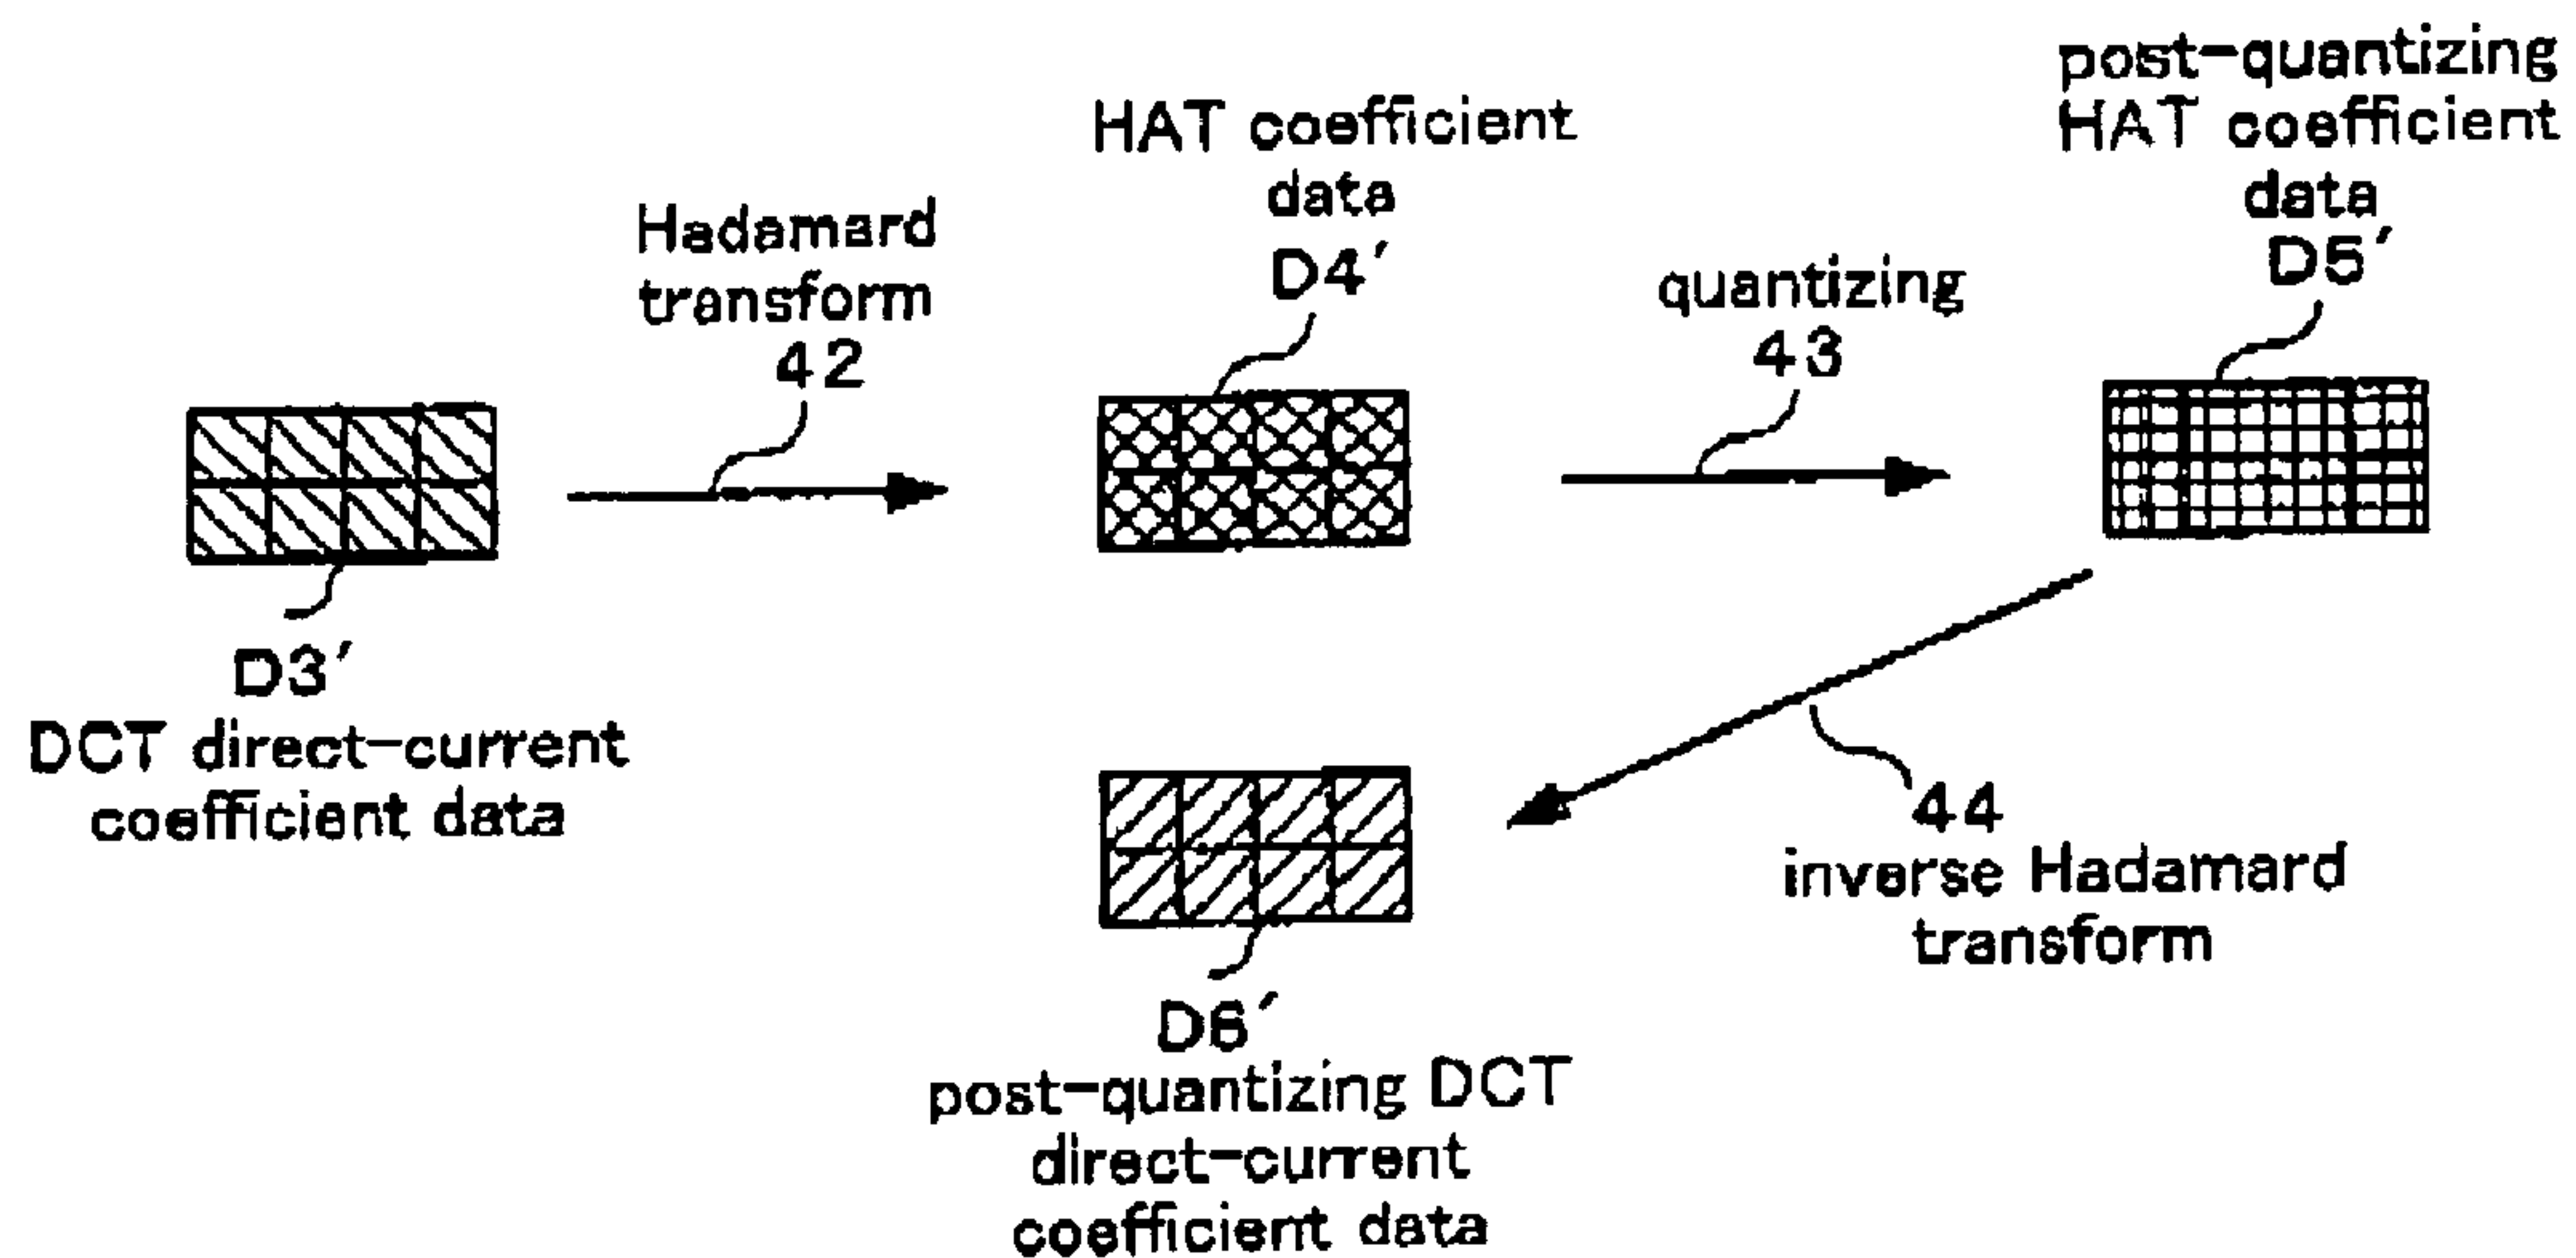 Hadamard
transform
42
HAT coefficient
data
D4′
quantizing
43
post-quantizing
HAT coefficient
data
D5′
D3′
DCT direct-current
coefficient data
44
inverse Hadamard
transform
D6′
post-quantizing DCT
direct-current
coefficient data